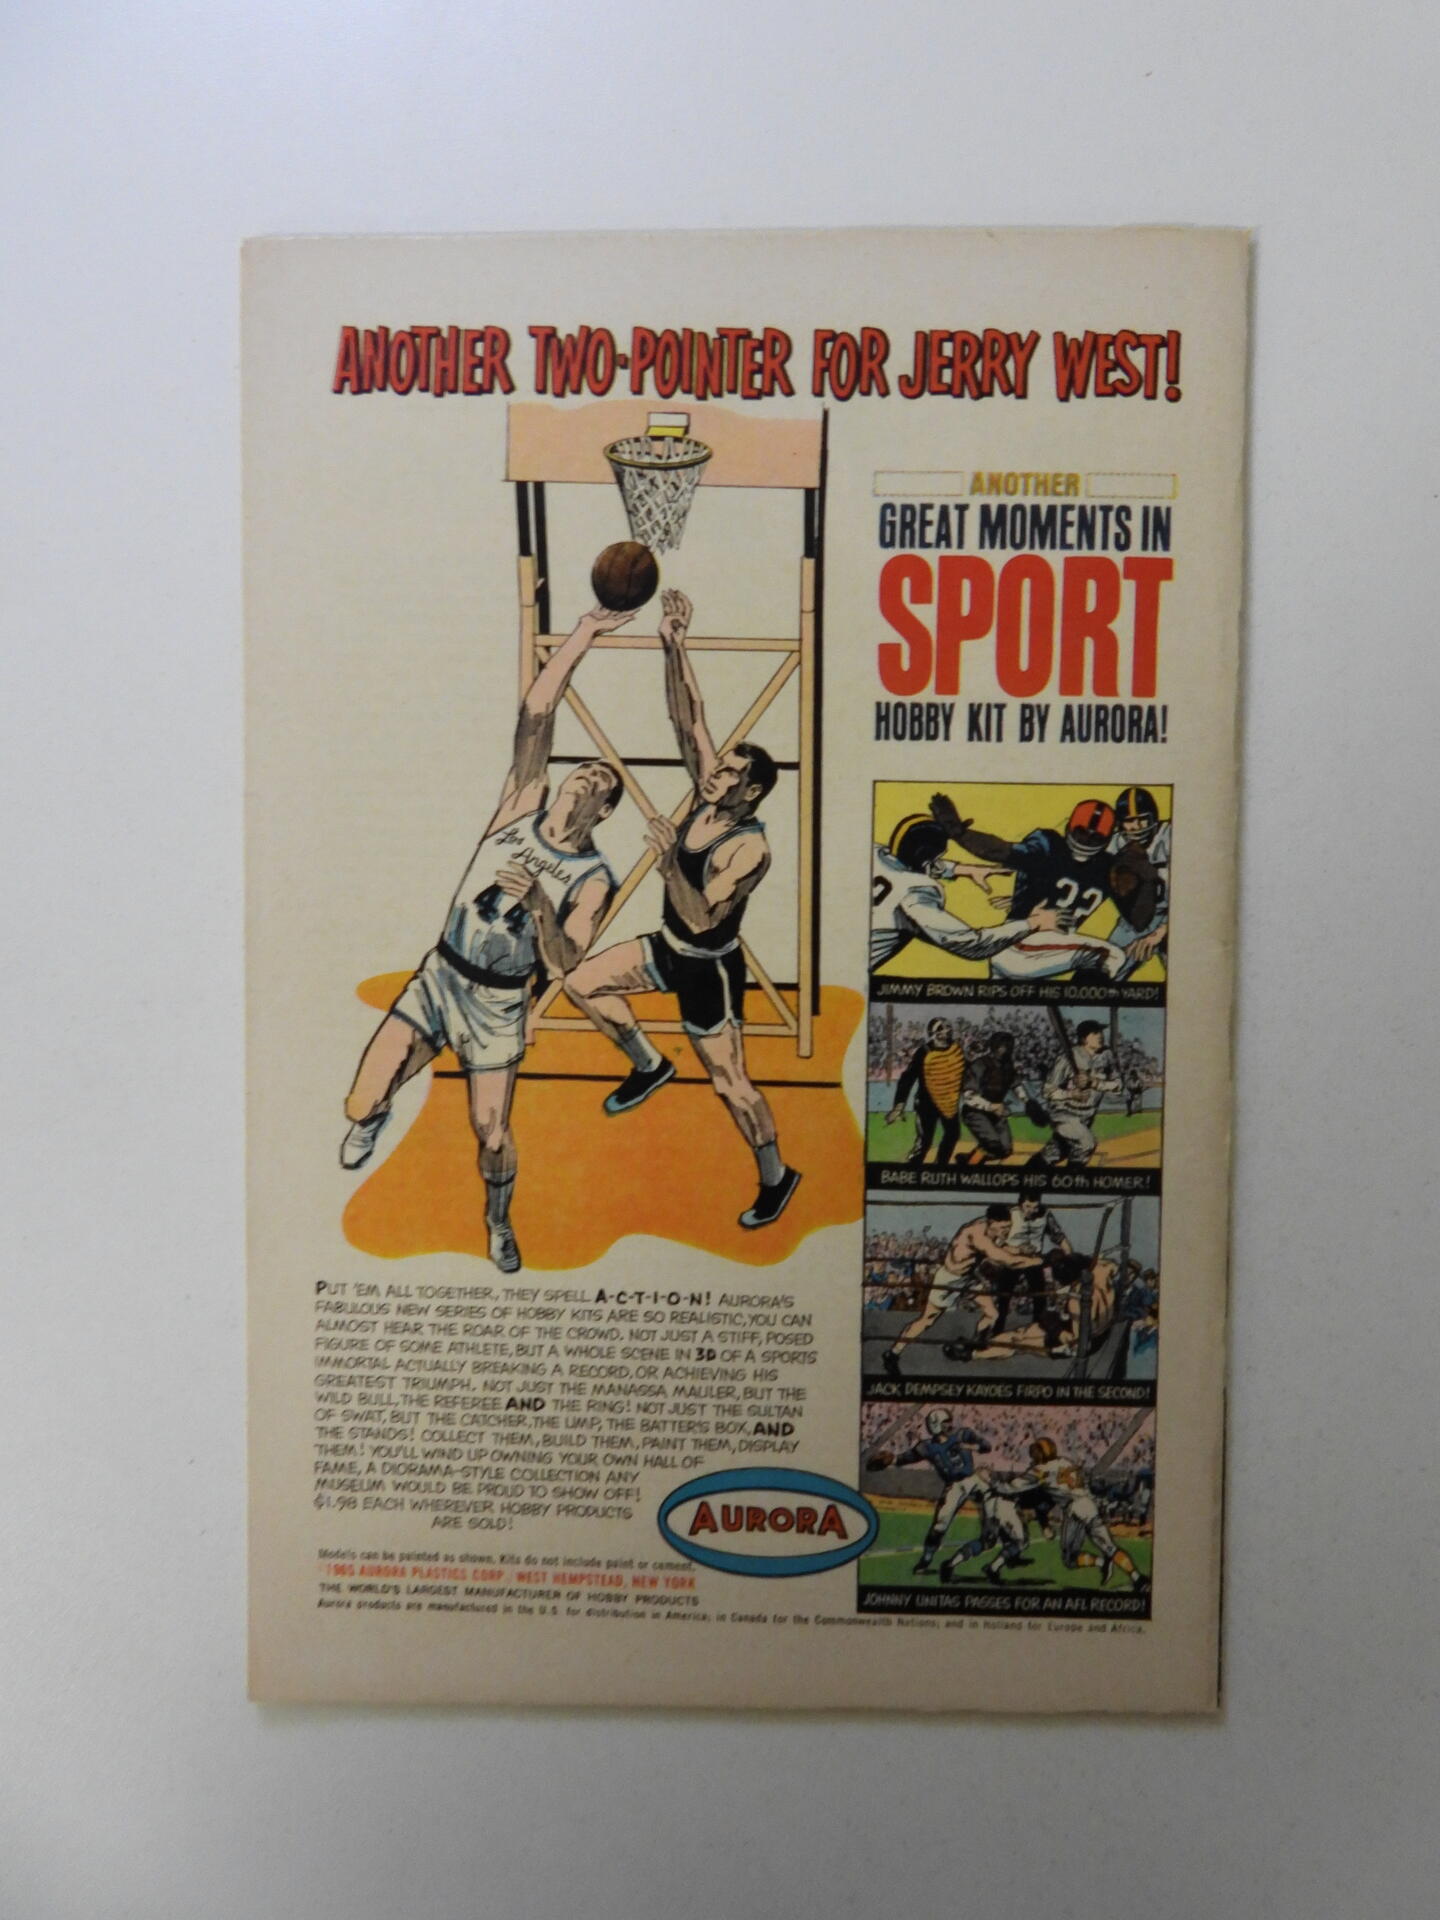 ANOTHER TWO-POINTER FOR JERRY WEST!
ANOTHER
GREAT MOMENTS IN
SPORT
HOBBY KIT BY AURORA!
Los
Angeles
44
32
JIMMY BROWN RIPS OFF HIS 10,000th YARD!
BABE RUTH WALLOPS HIS 60th HOMER!
JACK DEMPSEY KAYOES FIRPO IN THE SECOND!
JOHNNY UNITAS PASSES FOR AN AFL RECORD!
PUT 'EM ALL TOGETHER, THEY SPELL A-C-T-I-O-N! AURORA'S
FABULOUS NEW SERIES OF HOBBY KITS ARE SO REALISTIC, YOU CAN
ALMOST HEAR THE ROAR OF THE CROWD. NOT JUST A STIFF, POSED
FIGURE OF SOME ATHLETE, BUT A WHOLE SCENE IN 3D OF A SPORTS
IMMORTAL ACTUALLY BREAKING A RECORD, OR ACHIEVING HIS
GREATEST TRIUMPH. NOT JUST THE MANASSA MAULER, BUT THE
WILD BULL, THE REFEREE AND THE RING! NOT JUST THE SULTAN
OF SWAT, BUT THE CATCHER, THE UMP, THE BATTER'S BOX, AND
THE STANDS! COLLECT THEM, BUILD THEM, PAINT THEM, DISPLAY
THEM! YOU'LL WIND UP OWNING YOUR OWN HALL OF
FAME, A DIORAMA-STYLE COLLECTION ANY
MUSEUM WOULD BE PROUD TO SHOW OFF!
$1.98 EACH WHEREVER HOBBY PRODUCTS
ARE SOLD!
AURORA
Models can be painted as shown. Kits do not include paint or cement.
©1965 AURORA PLASTICS CORP., WEST HEMPSTEAD, NEW YORK
THE WORLD'S LARGEST MANUFACTURER OF HOBBY PRODUCTS
Aurora products are manufactured in the U.S. for distribution in America; in Canada for the Commonwealth Nations; and in Holland for Europe and Africa.